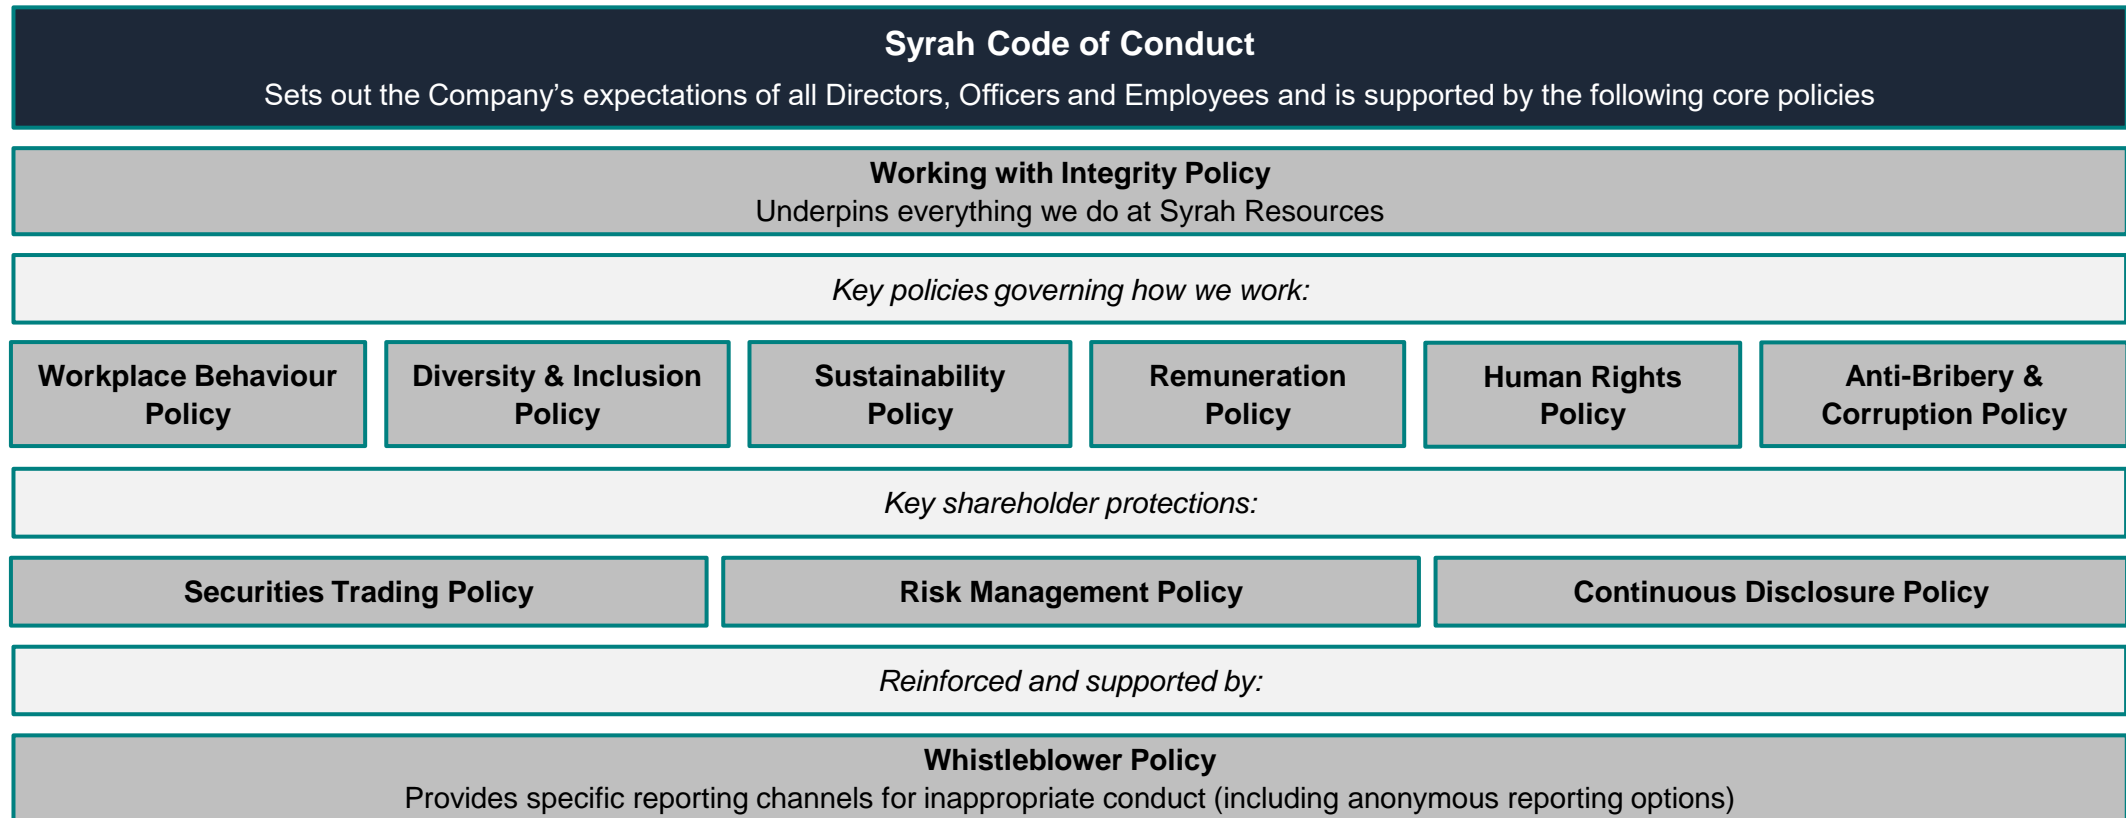 Syrah Code of Conduct
Sets out the Company’s expectations of all Directors, Officers and Employees and is supported by the following core policies
Working with Integrity Policy
Underpins everything we do at Syrah Resources
Key policies governing how we work:
Workplace Behaviour
Policy
Diversity & Inclusion
Policy
Sustainability
Policy
Remuneration
Policy
Human Rights
Policy
Anti-Bribery &
Corruption Policy
Key shareholder protections:
Securities Trading Policy
Risk Management Policy
Continuous Disclosure Policy
Reinforced and supported by:
Whistleblower Policy
Provides specific reporting channels for inappropriate conduct (including anonymous reporting options)